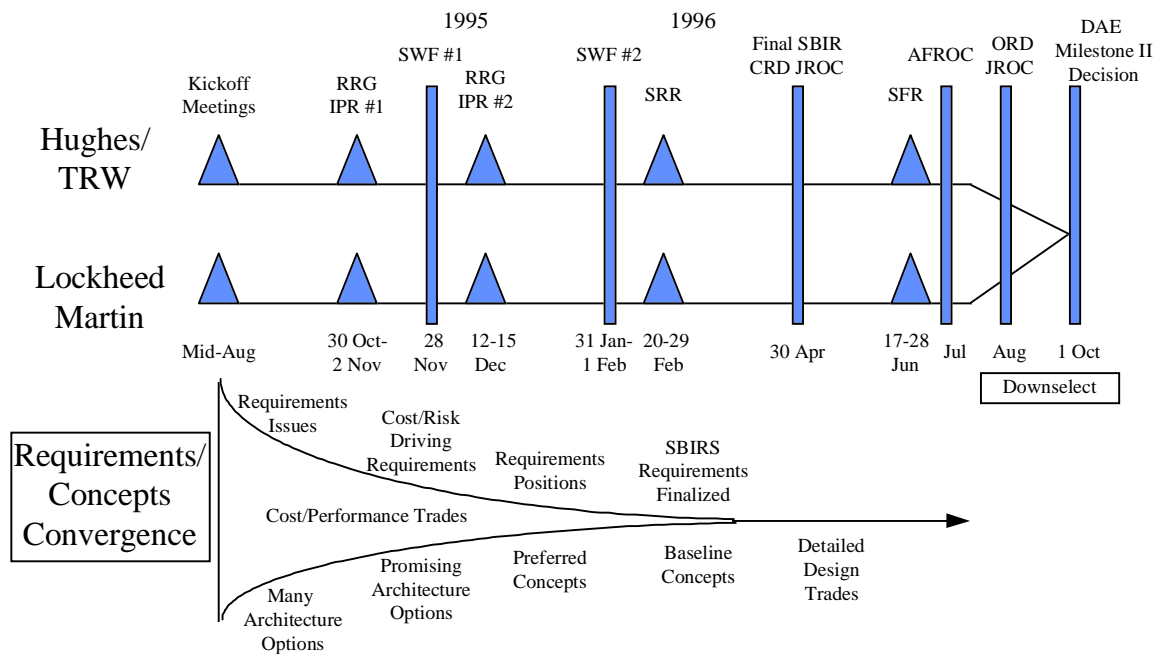 1995
1996
SWF #1
SWF #2
Final SBIR
CRD JROC
AFROC
ORD
JROC
DAE
Milestone II
Decision
Kickoff
Meetings
RRG
IPR #1
RRG
IPR #2
SRR
SFR
Hughes/
TRW
Lockheed
Martin
Mid-Aug
30 Oct-
2 Nov
28
Nov
12-15
Dec
31 Jan-
1 Feb
20-29
Feb
30 Apr
17-28
Jun
Jul
Aug
1 Oct
Downselect
Requirements/
Concepts
Convergence
Requirements
Issues
Cost/Risk
Driving
Requirements
Requirements
Positions
SBIRS
Requirements
Finalized
Cost/Performance Trades
Many
Architecture
Options
Promising
Architecture
Options
Preferred
Concepts
Baseline
Concepts
Detailed
Design
Trades